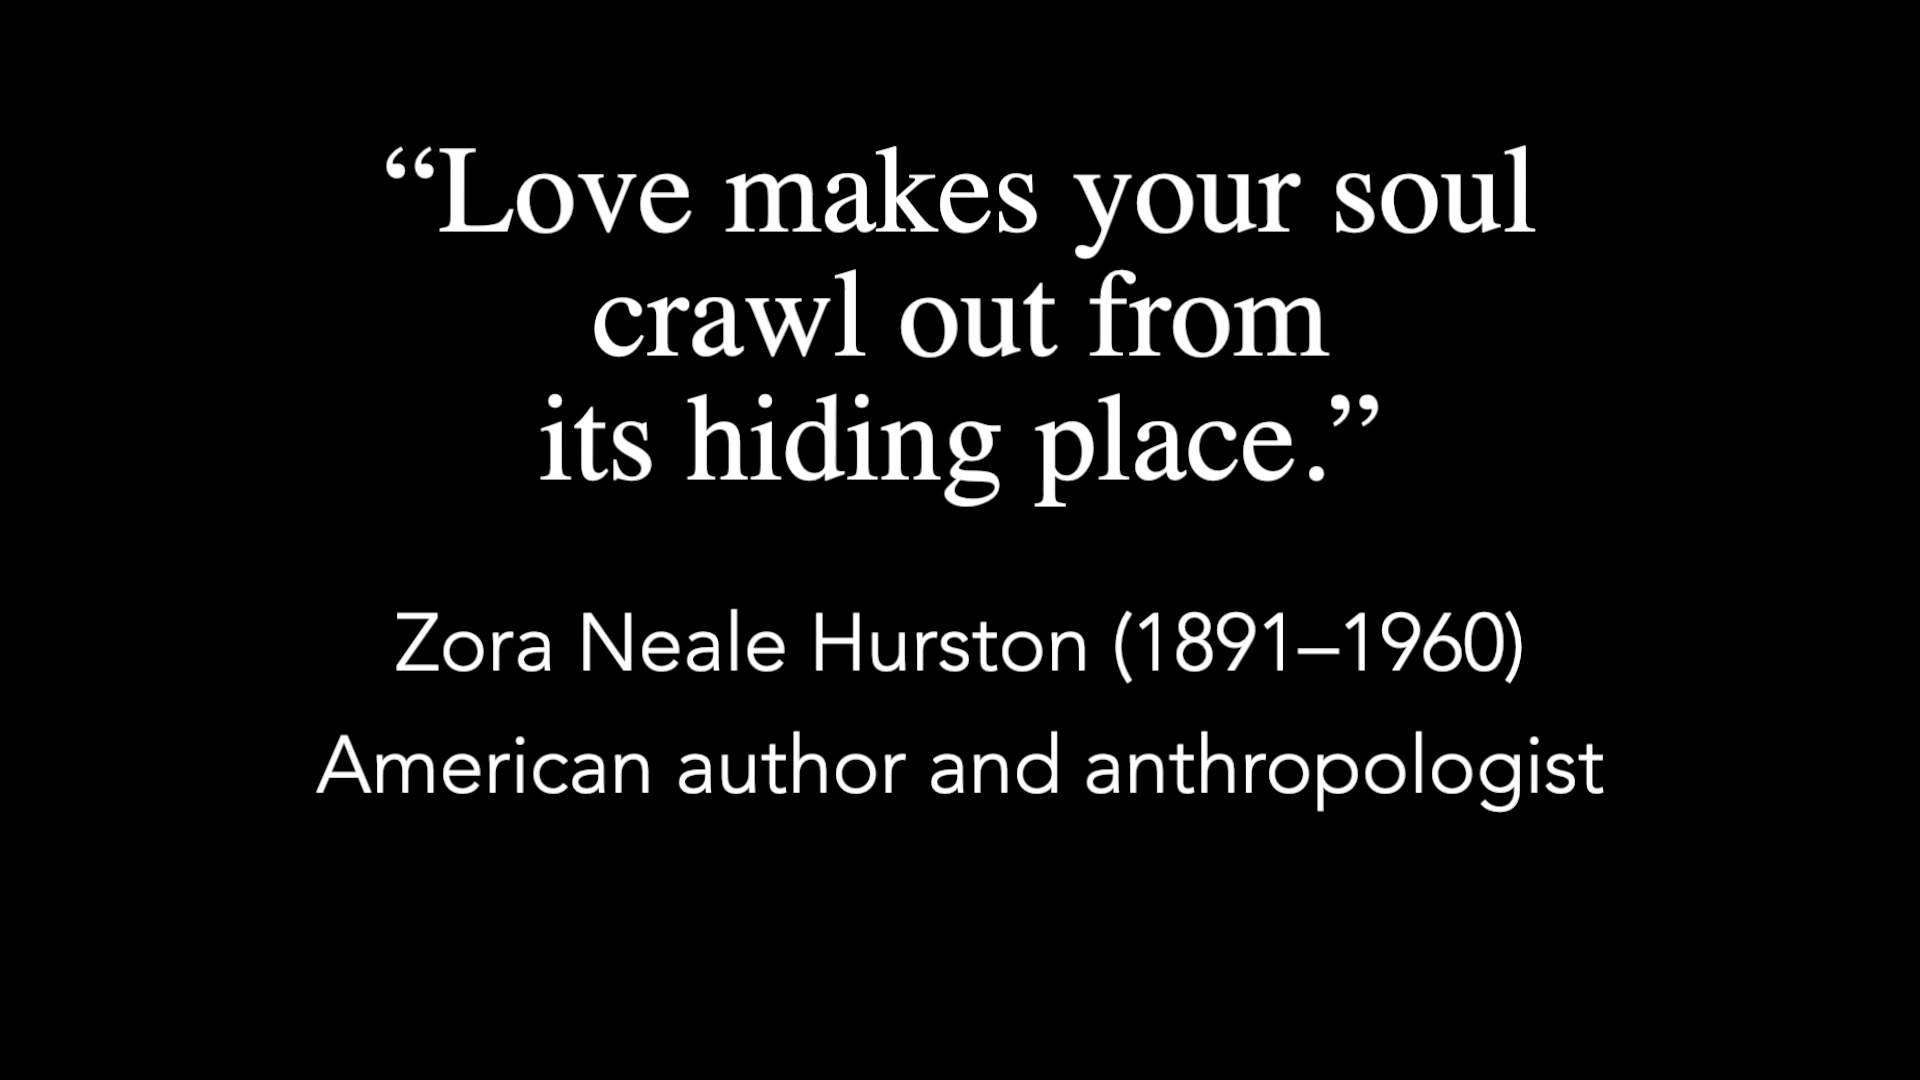 “Love makes your soul
crawl out from
its hiding place.”
Zora Neale Hurston (1891–1960)
American author and anthropologist